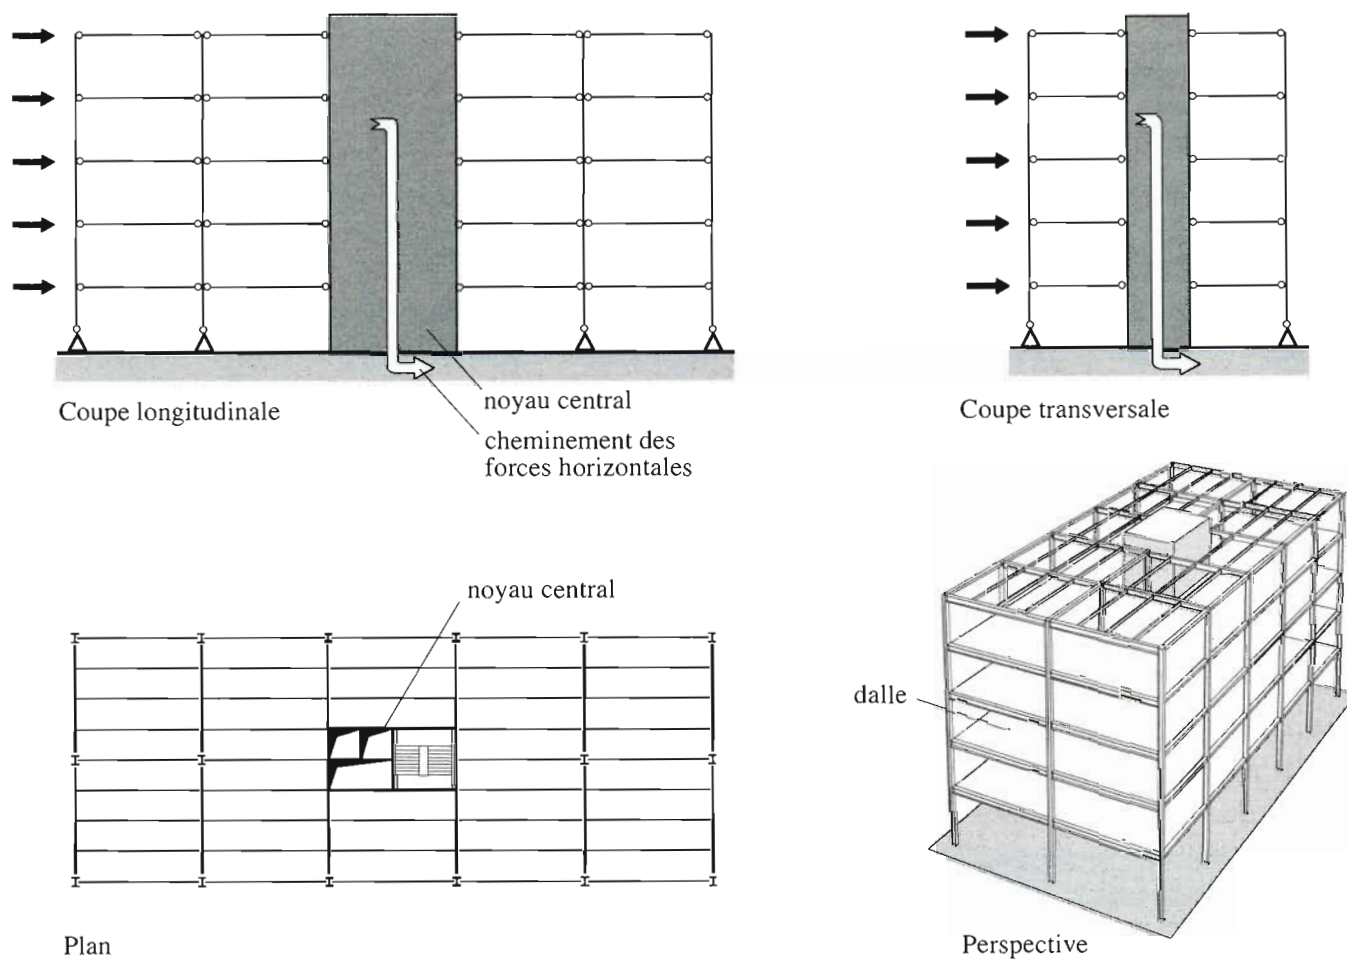 Coupe longitudinale
noyau central
cheminement des
forces horizontales
Coupe transversale
noyau central
Plan
dalle
Perspective